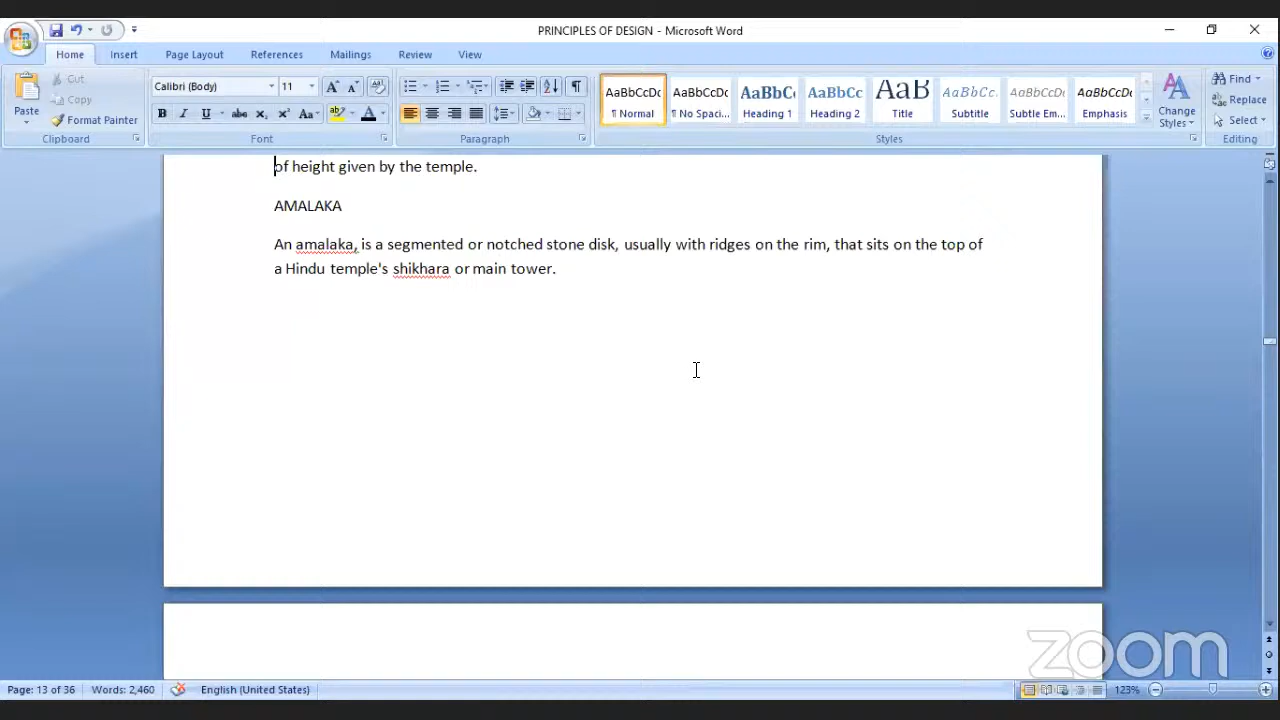 PRINCIPLES OF DESIGN - Microsoft Word
Home Insert Page Layout References Mailings Review View
Cut
Copy
Format Painter
Paste
Clipboard
Calibri (Body) 11
Font
Paragraph
AaBbCcDc AaBbCcDc AaBbC AaBbCc AaB AaBbCc. AaBbCcDc AaBbCcDc
¶ Normal ¶ No Spaci... Heading 1 Heading 2 Title Subtitle Subtle Em... Emphasis
Styles
Change
Styles
Find
Replace
Select
Editing
of height given by the temple.
AMALAKA
An amalaka, is a segmented or notched stone disk, usually with ridges on the rim, that sits on the top of
a Hindu temple's shikhara or main tower.
zoom
Page: 13 of 36 Words: 2,460 English (United States) 123%